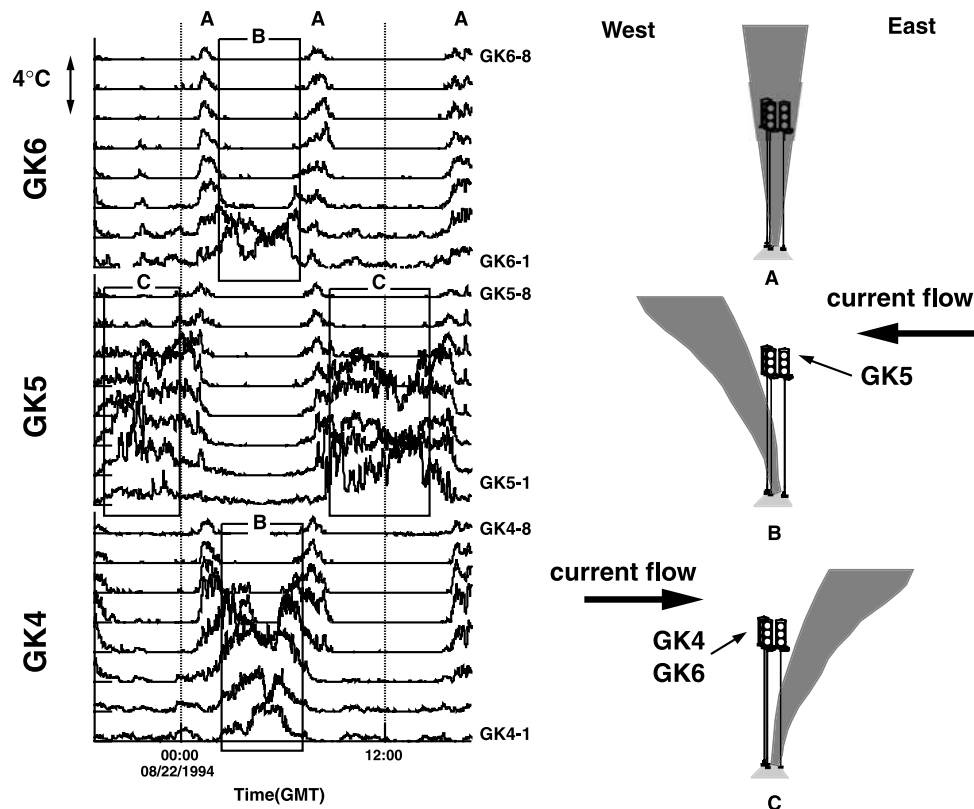 A A A
B
4°C
GK6
GK6-8
GK6-1
C C
GK5
GK5-8
GK5-1
B
GK4
GK4-8
GK4-1
00:00
08/22/1994
12:00
Time(GMT)
West East
A
current flow
GK5
B
current flow
GK4
GK6
C